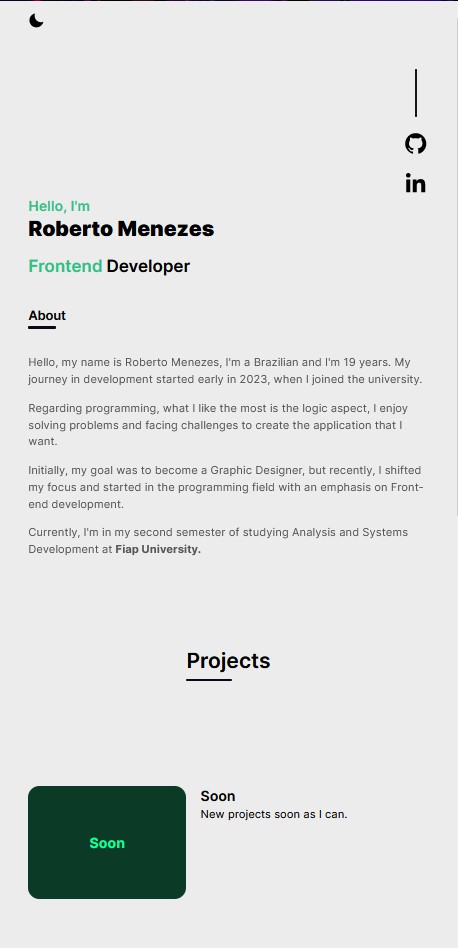 Hello, I'm
Roberto Menezes
Frontend Developer
About
Hello, my name is Roberto Menezes, I'm a Brazilian and I'm 19 years. My
journey in development started early in 2023, when I joined the university.
Regarding programming, what I like the most is the logic aspect, I enjoy
solving problems and facing challenges to create the application that I
want.
Initially, my goal was to become a Graphic Designer, but recently, I shifted
my focus and started in the programming field with an emphasis on Front-
end development.
Currently, I'm in my second semester of studying Analysis and Systems
Development at Fiap University.
Projects
Soon
Soon
New projects soon as I can.